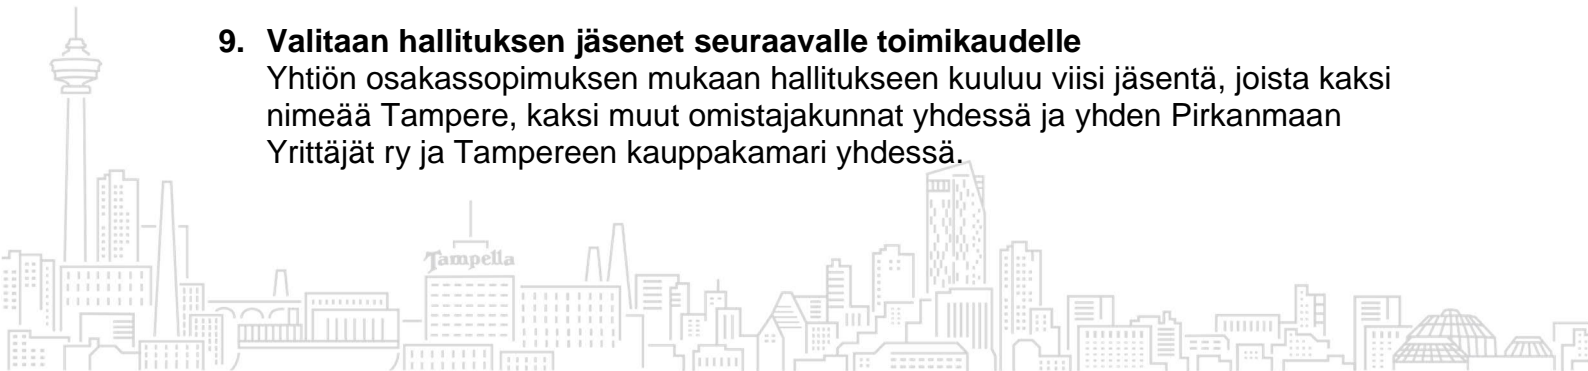 9. Valitaan hallituksen jäsenet seuraavalle toimikaudelle
Yhtiön osakassopimuksen mukaan hallitukseen kuuluu viisi jäsentä, joista kaksi
nimeää Tampere, kaksi muut omistajakunnat yhdessä ja yhden Pirkanmaan
Yrittäjät ry ja Tampereen kauppakamari yhdessä.
Tampella